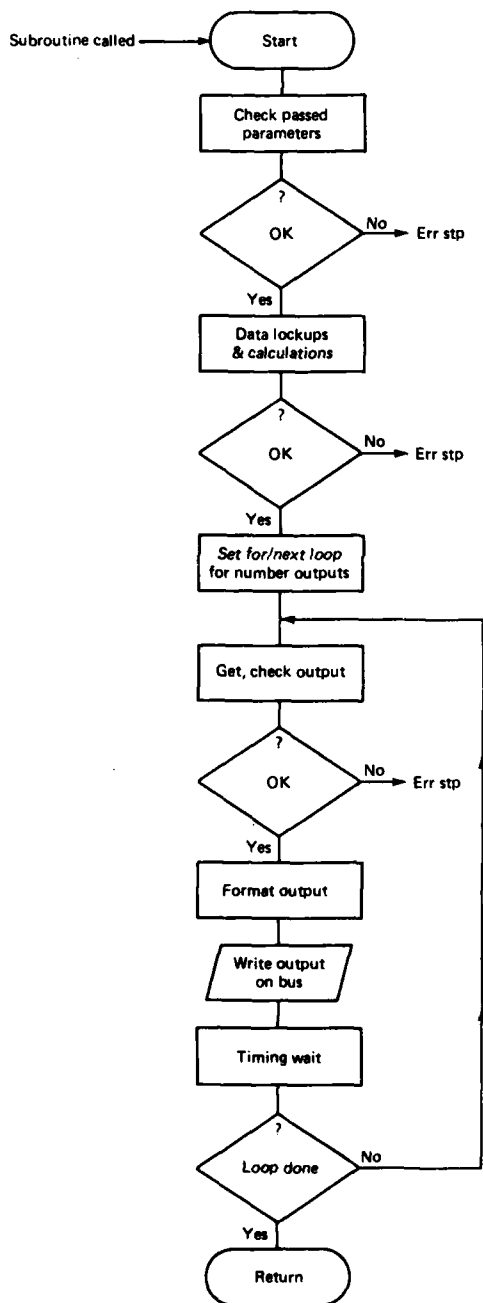 Subroutine called
Start
Check passed
parameters
?
OK
No
Err stp
Yes
Data lockups
& calculations
?
OK
No
Err stp
Yes
Set for/next loop
for number outputs
Get, check output
?
OK
No
Err stp
Yes
Format output
Write output
on bus
Timing wait
?
Loop done
No
Yes
Return